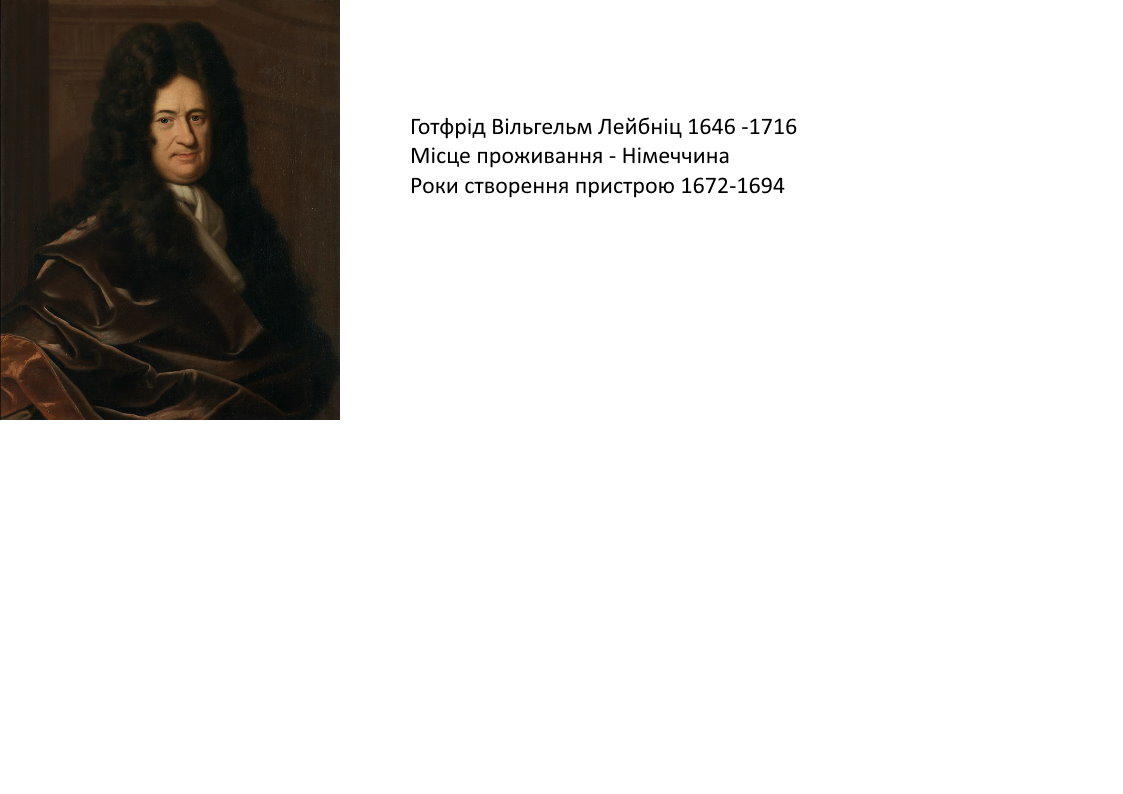 Готфрід Вільгельм Лейбніц 1646 -1716
Місце проживання - Німеччина
Роки створення пристрою 1672-1694